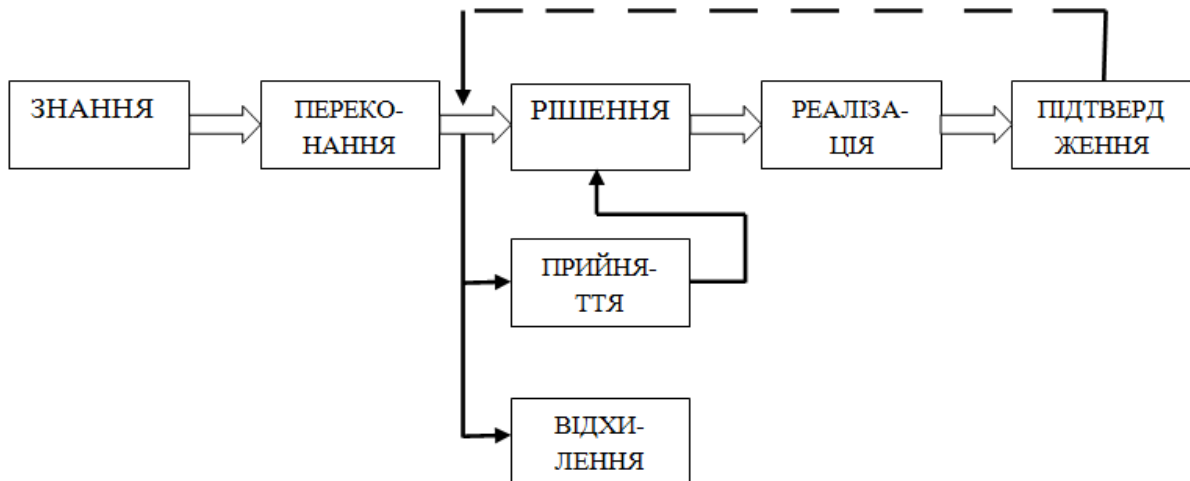 ЗНАННЯ
ПЕРЕКО-
НАННЯ
РІШЕННЯ
РЕАЛІЗА-
ЦІЯ
ПІДТВЕРД
ЖЕННЯ
ПРИЙНЯ-
ТТЯ
ВІДХИ-
ЛЕННЯ